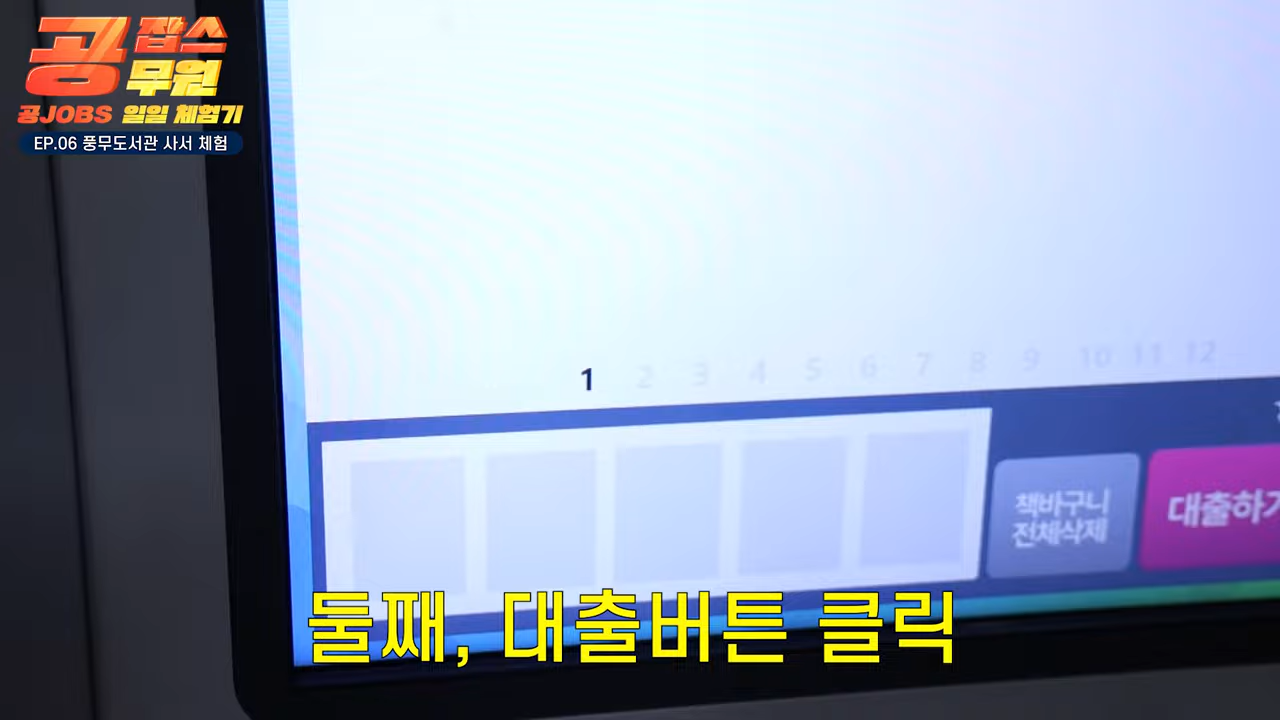 공 잡스
무원
공JOBS 일일 체험기
EP.06 풍무도서관 사서 체험
1 2 3 4 5 6 7 8 9 10 11 12
책바구니
전체삭제
대출하기
둘째, 대출버튼 클릭